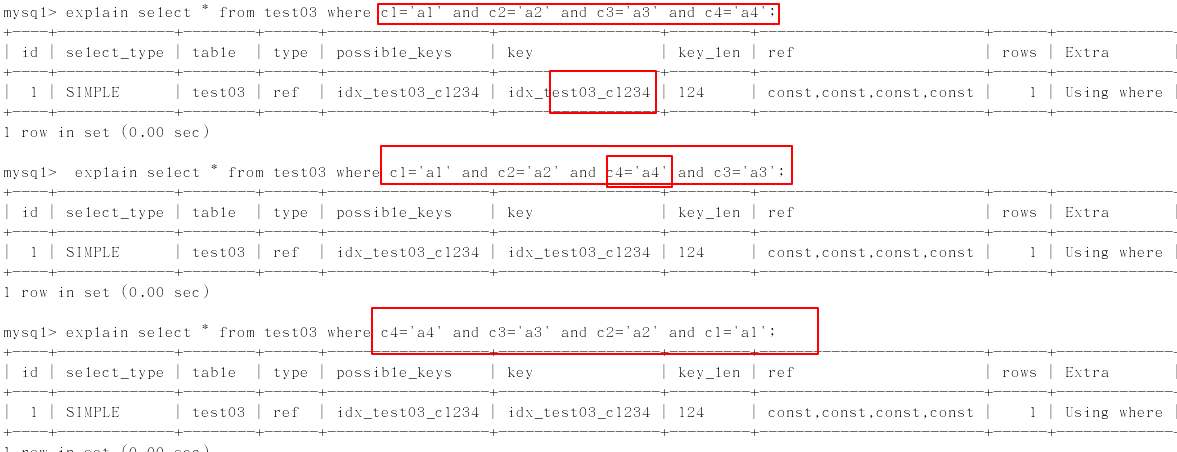 mysql> explain select * from test03 where c1='a1' and c2='a2' and c3='a3' and c4='a4';
+----+-------------+--------+------+----------------+----------------+---------+-------------------------+------+-------------+
| id | select_type | table | type | possible_keys | key | key_len | ref | rows | Extra
+----+-------------+--------+------+----------------+----------------+---------+-------------------------+------+-------------+
| 1 | SIMPLE | test03 | ref | idx_test03_c1234 | idx_test03_c1234 | 124 | const,const,const,const | 1 | Using where |
+----+-------------+--------+------+----------------+----------------+---------+-------------------------+------+-------------+
1 row in set (0.00 sec)
mysql> explain select * from test03 where c1='a1' and c2='a2' and c4='a4' and c3='a3';
+----+-------------+--------+------+----------------+----------------+---------+-------------------------+------+-------------+
| id | select_type | table | type | possible_keys | key | key_len | ref | rows | Extra |
+----+-------------+--------+------+----------------+----------------+---------+-------------------------+------+-------------+
| 1 | SIMPLE | test03 | ref | idx_test03_c1234 | idx_test03_c1234 | 124 | const,const,const,const | 1 | Using where |
+----+-------------+--------+------+----------------+----------------+---------+-------------------------+------+-------------+
1 row in set (0.00 sec)
mysql> explain select * from test03 where c4='a4' and c3='a3' and c2='a2' and c1='a1';
+----+-------------+--------+------+----------------+----------------+---------+-------------------------+------+-------------+
| id | select_type | table | type | possible_keys | key | key_len | ref | rows | Extra |
+----+-------------+--------+------+----------------+----------------+---------+-------------------------+------+-------------+
| 1 | SIMPLE | test03 | ref | idx_test03_c1234 | idx_test03_c1234 | 124 | const,const,const,const | 1 | Using where |
+----+-------------+--------+------+----------------+----------------+---------+-------------------------+------+-------------+
1 row in set (0.00 sec)